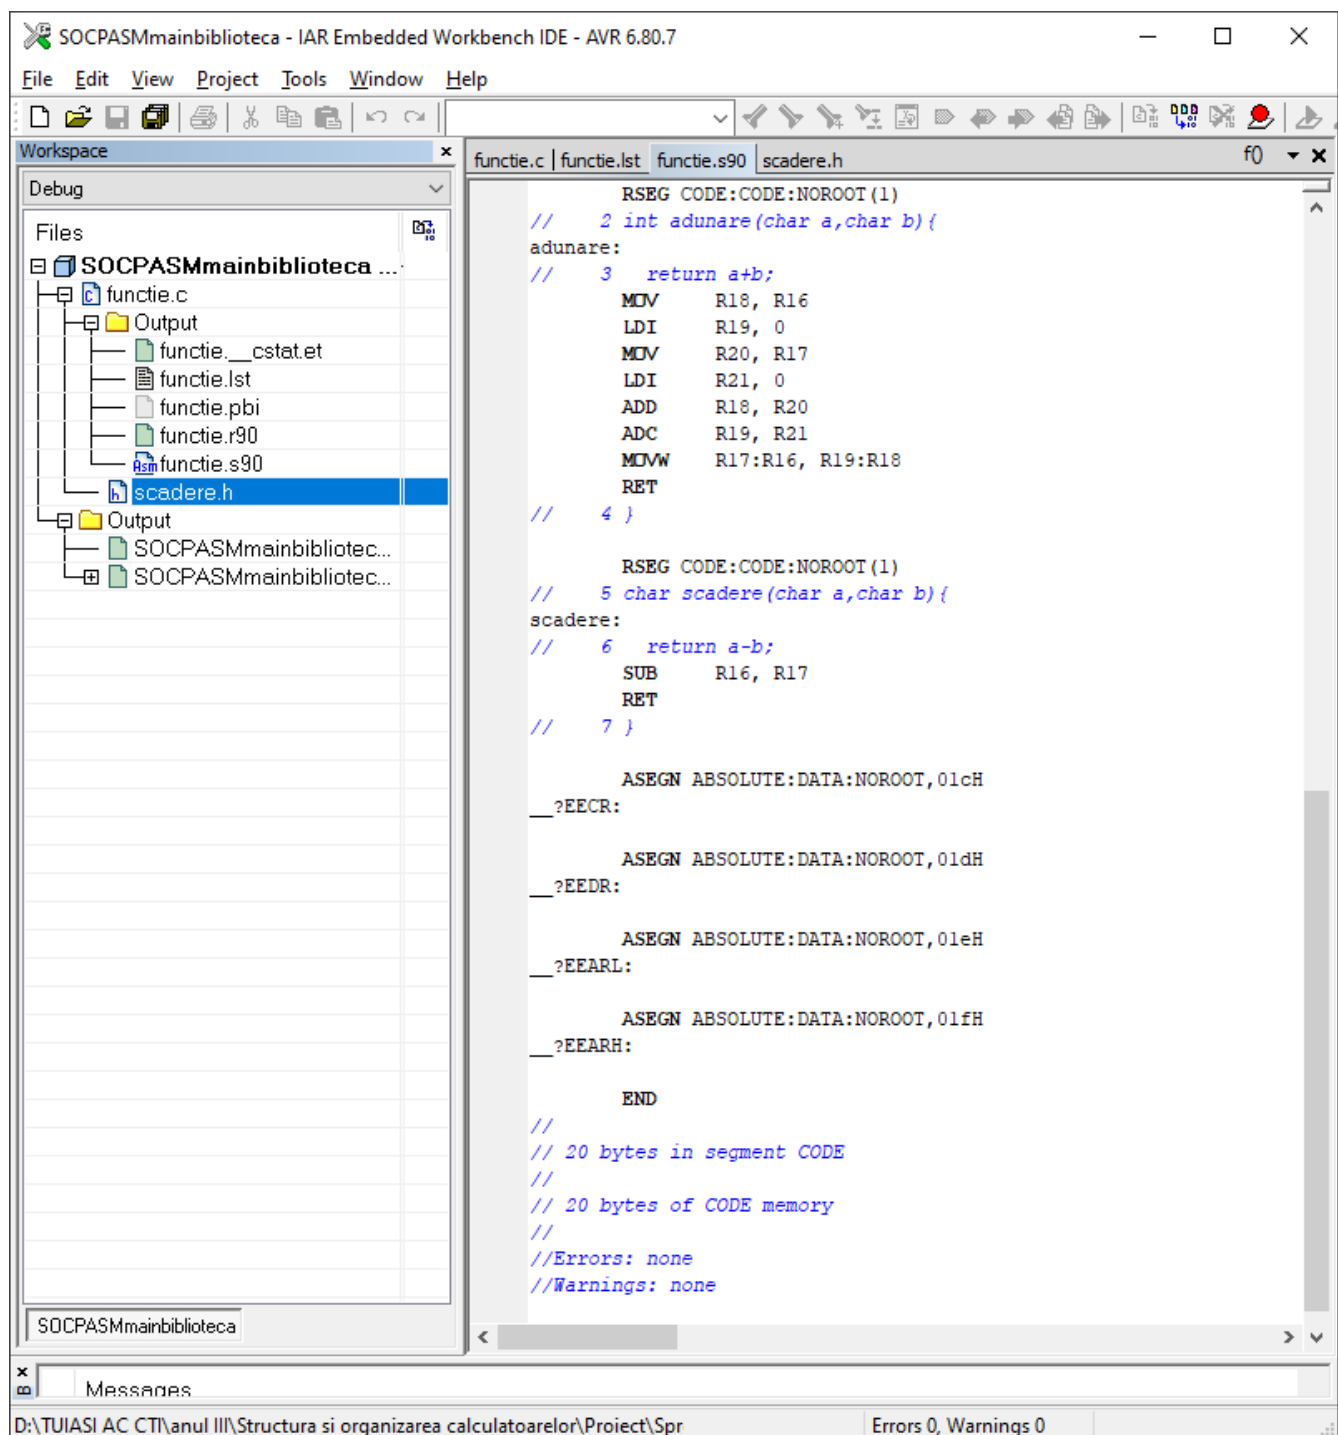 SOCPASMmainbiblioteca - IAR Embedded Workbench IDE - AVR 6.80.7
File Edit View Project Tools Window Help
Workspace
functie.c | functie.lst functie.s90 scadere.h f()
Debug
Files
SOCPASMmainbiblioteca ...
functie.c
Output
functie.__cstat.et
functie.lst
functie.pbi
functie.r90
functie.s90
scadere.h
Output
SOCPASMmainbibliotec...
SOCPASMmainbibliotec...
SOCPASMmainbiblioteca
RSEG CODE:CODE:NOROOT(1)
// 2 int adunare(char a,char b){
adunare:
// 3 return a+b;
MOV R18, R16
LDI R19, 0
MOV R20, R17
LDI R21, 0
ADD R18, R20
ADC R19, R21
MOVW R17:R16, R19:R18
RET
// 4 }
RSEG CODE:CODE:NOROOT(1)
// 5 char scadere(char a,char b){
scadere:
// 6 return a-b;
SUB R16, R17
RET
// 7 }
ASEGN ABSOLUTE:DATA:NOROOT,01cH
__?EECR:
ASEGN ABSOLUTE:DATA:NOROOT,01dH
__?EEDR:
ASEGN ABSOLUTE:DATA:NOROOT,01eH
__?EEARL:
ASEGN ABSOLUTE:DATA:NOROOT,01fH
__?EEARH:
END
//
// 20 bytes in segment CODE
//
// 20 bytes of CODE memory
//
//Errors: none
//Warnings: none
Messages
D:\TUIASI AC CTI\anul III\Structura si organizarea calculatoarelor\Proiect\Spr Errors 0, Warnings 0